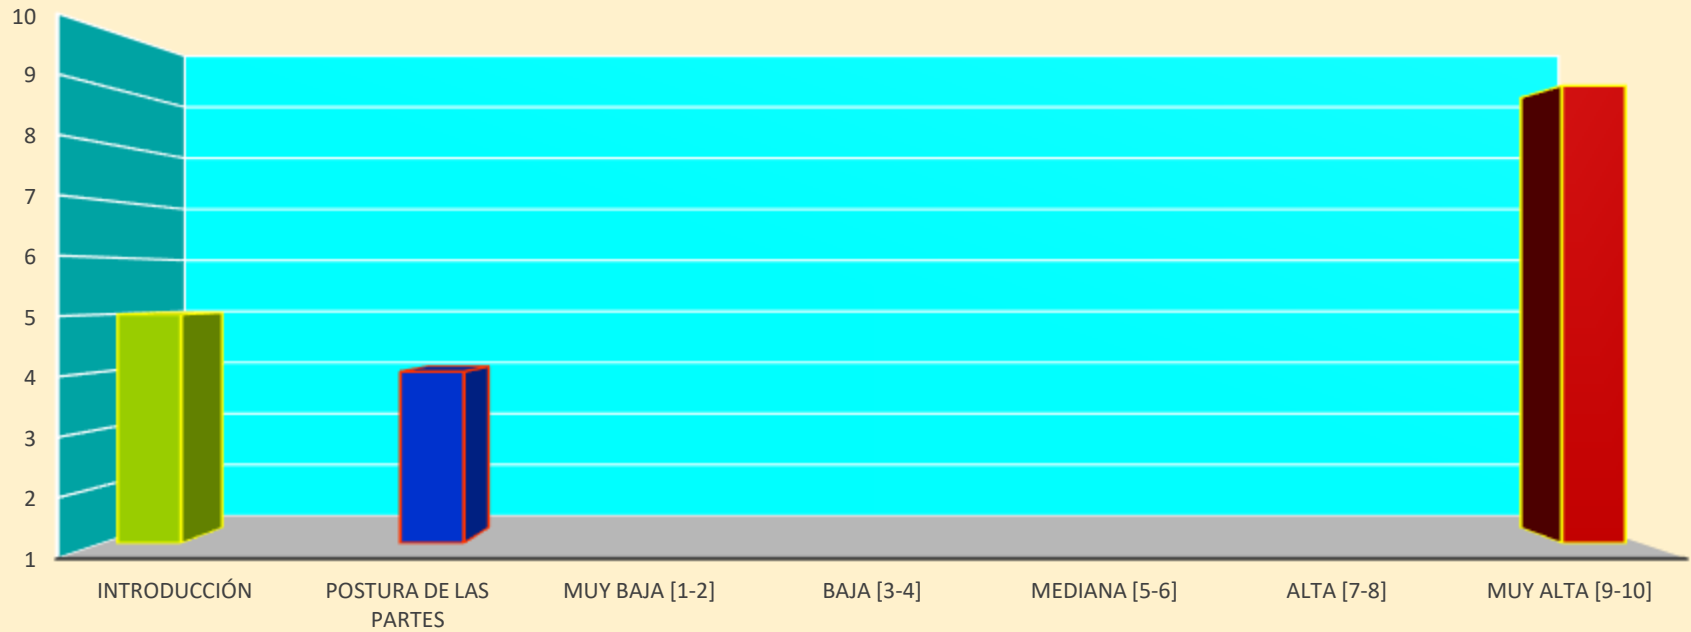 10
9
8
7
6
5
4
3
2
1
INTRODUCCIÓN
POSTURA DE LAS
PARTES
MUY BAJA [1-2]
BAJA [3-4]
MEDIANA [5-6]
ALTA [7-8]
MUY ALTA [9-10]